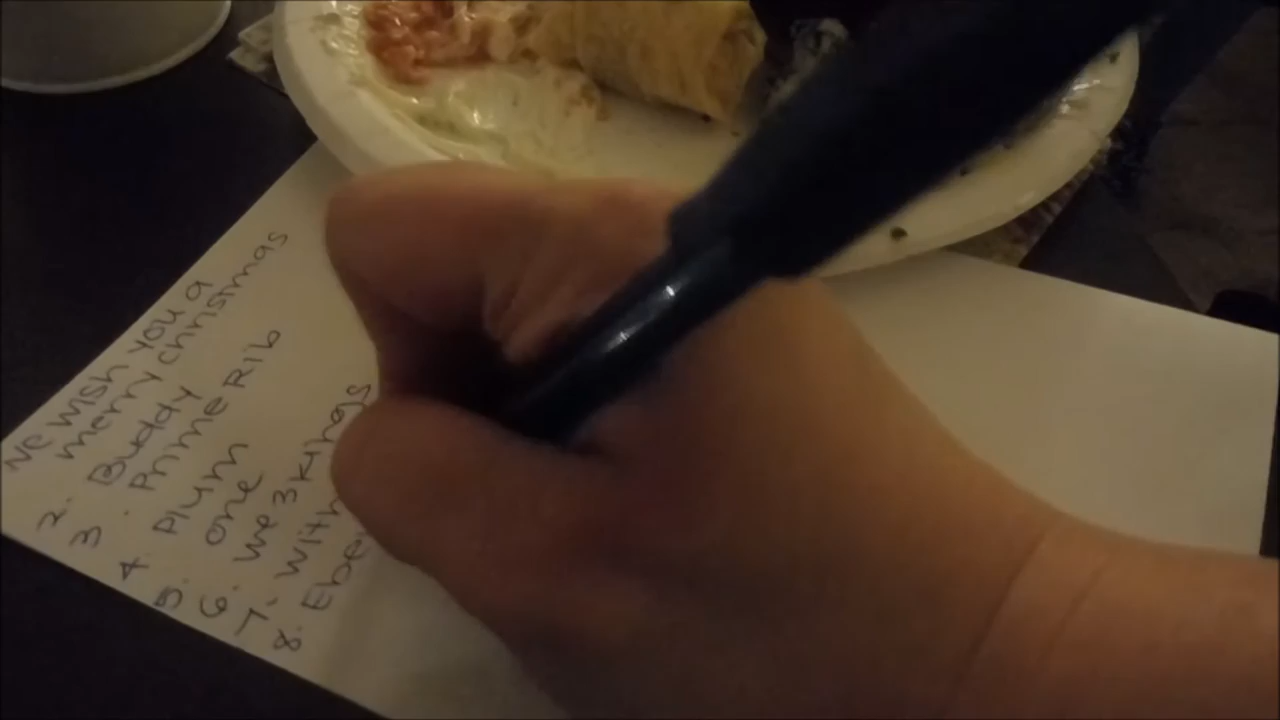 we wish you a
merry christmas
2. Buddy
3. Prime Rib
4. Plum
5. one
6. we 3 kings
7. with
8. Ebe